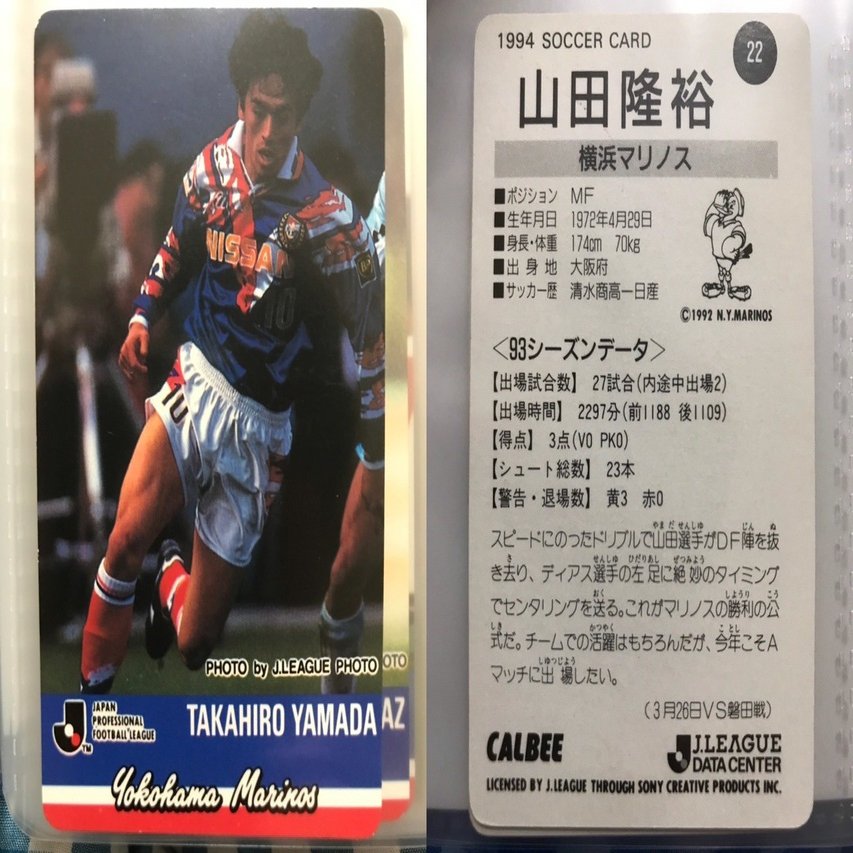 NISSAN
10
10
PHOTO by J.LEAGUE PHOTO
OTO
JAPAN
PROFESSIONAL
FOOTBALL LEAGUE
TM
TAKAHIRO YAMADA
AZ
Yokohama Marinos
1994 SOCCER CARD
22
山田隆裕
横浜マリノス
■ポジション MF
■生年月日 1972年4月29日
■身長・体重 174cm 70kg
■出身地 大阪府
■サッカー歴 清水商高ー日産
©1992 N.Y.MARINOS
<93シーズンデータ>
【出場試合数】 27試合(内途中出場2)
【出場時間】 2297分(前1188 後1109)
【得点】 3点(V0 PK0)
【シュート総数】 23本
【警告・退場数】 黄3 赤0
スピードにのったドリブルで山田選手がDF陣を抜
き去り、ディアス選手の左足に絶妙のタイミング
でセンタリングを送る。これがマリノスの勝利の公
式だ。チームでの活躍はもちろんだが、今年こそA
マッチに出場したい。
(3月26日VS磐田戦)
CALBEE
J.LEAGUE
DATA CENTER
LICENSED BY J.LEAGUE THROUGH SONY CREATIVE PRODUCTS INC.